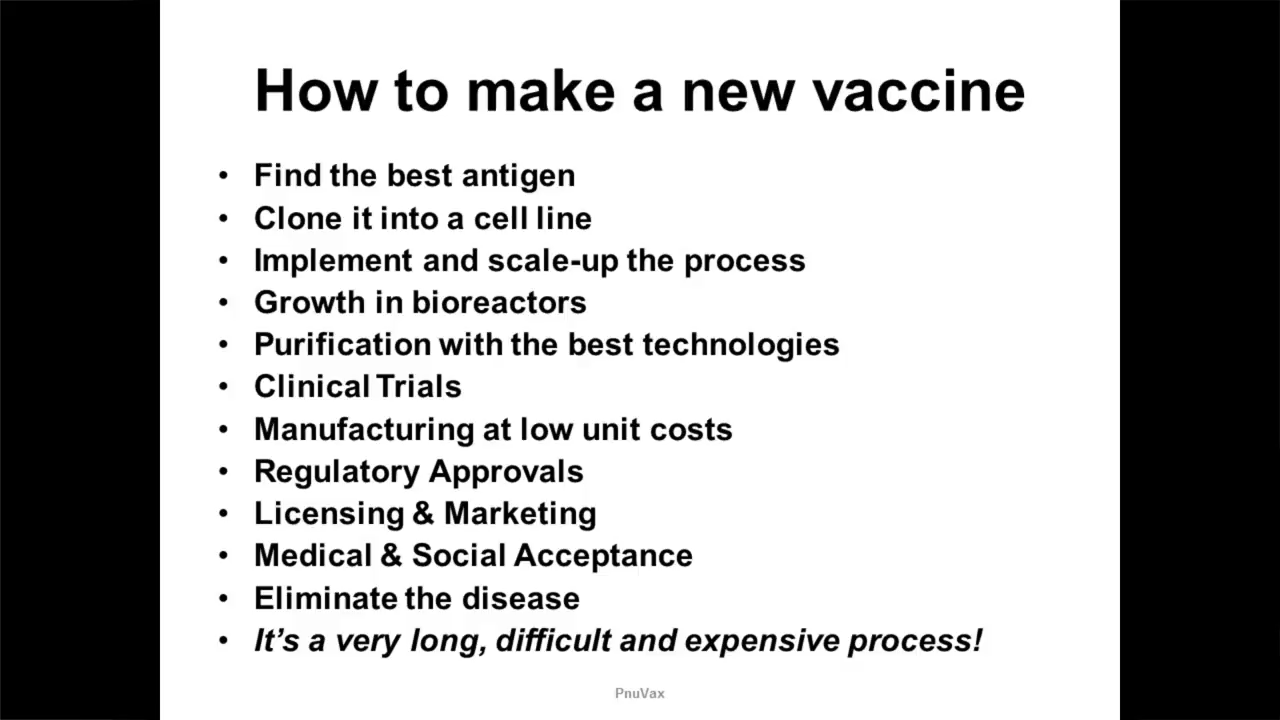 How to make a new vaccine
• Find the best antigen
• Clone it into a cell line
• Implement and scale-up the process
• Growth in bioreactors
• Purification with the best technologies
• Clinical Trials
• Manufacturing at low unit costs
• Regulatory Approvals
• Licensing & Marketing
• Medical & Social Acceptance
• Eliminate the disease
• It’s a very long, difficult and expensive process!
PnuVax